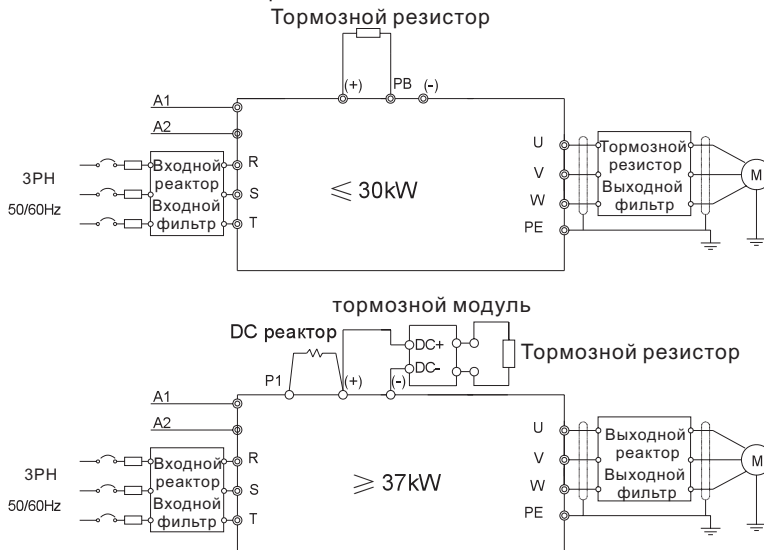 Тормозной резистор
(+) PB (-)
A1
A2
3PH
50/60Hz
Входной
реактор
Входной
фильтр
R
S
T
≤ 30kW
U
V
W
PE
Тормозной
резистор
Выходной
фильтр
M
тормозной модуль
DC реактор
DC+
DC-
Тормозной резистор
P1 (+) (-)
A1
A2
3PH
50/60Hz
Входной
реактор
Входной
фильтр
R
S
T
≥ 37kW
U
V
W
PE
Выходной
реактор
Выходной
фильтр
M